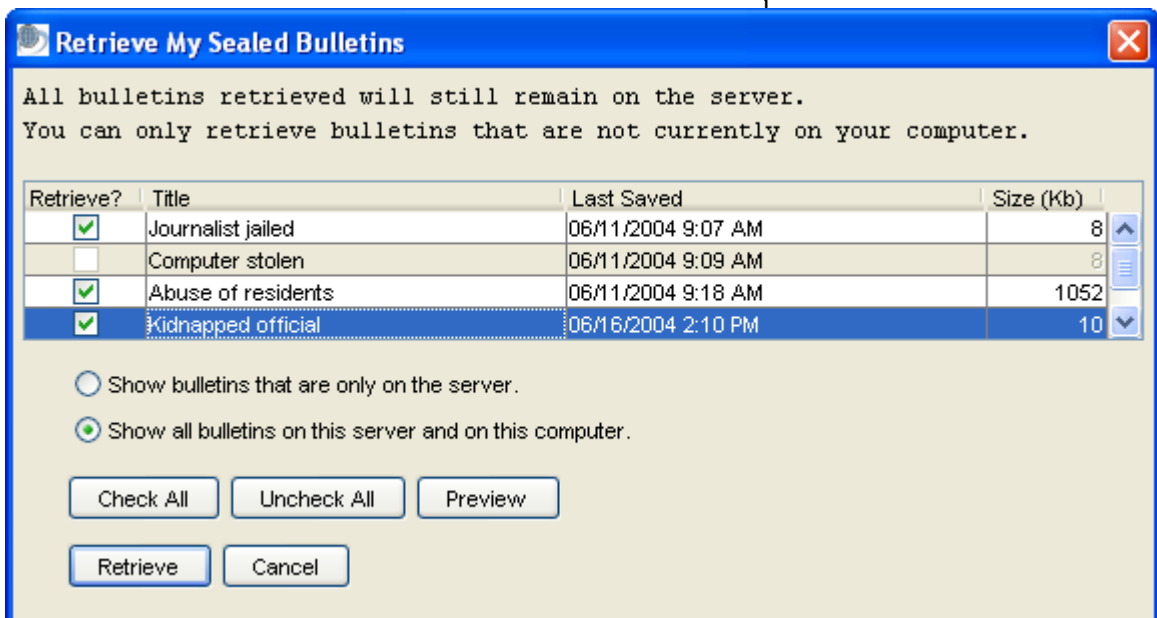 Retrieve My Sealed Bulletins
All bulletins retrieved will still remain on the server.
You can only retrieve bulletins that are not currently on your computer.
Retrieve? Title Last Saved Size (Kb)
Journalist jailed 06/11/2004 9:07 AM 8
Computer stolen 06/11/2004 9:09 AM 8
Abuse of residents 06/11/2004 9:18 AM 1052
Kidnapped official 06/16/2004 2:10 PM 10
Show bulletins that are only on the server.
Show all bulletins on this server and on this computer.
Check All Uncheck All Preview
Retrieve Cancel